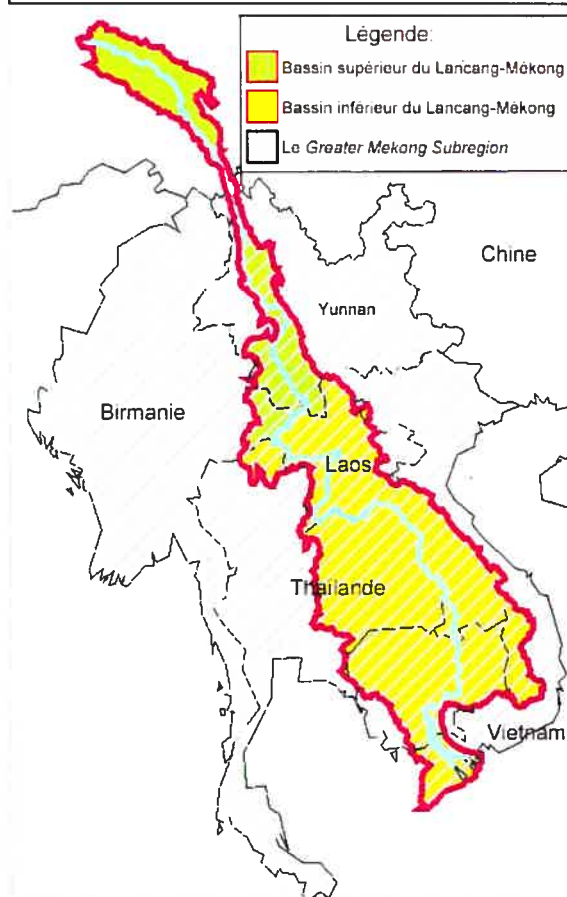 Légende:
Bassin supérieur du Lancang-Mékong
Bassin inférieur du Lancang-Mékong
Le Greater Mekong Subregion
Chine
Yunnan
Birmanie
Laos
Thaïlande
Vietnam